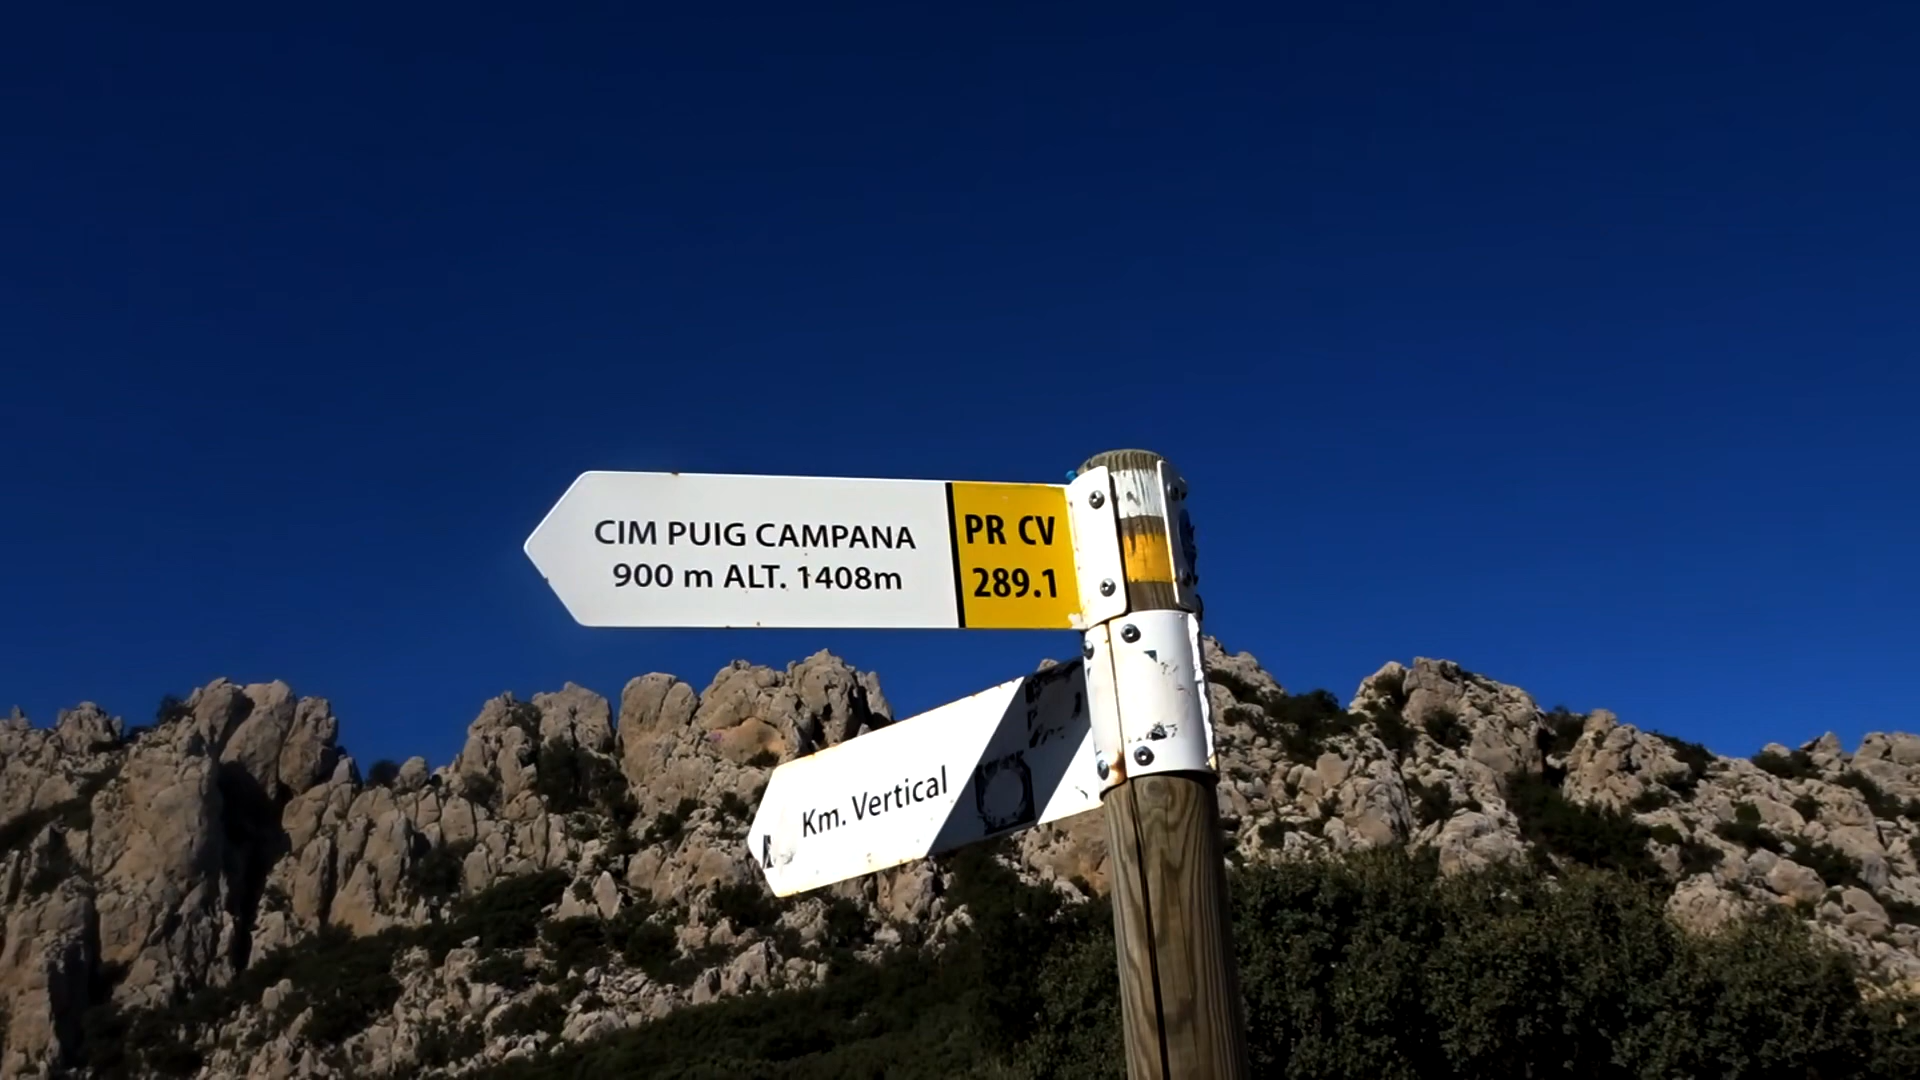 CIM PUIG CAMPANA
900 m ALT. 1408m
PR CV
289.1
Km. Vertical